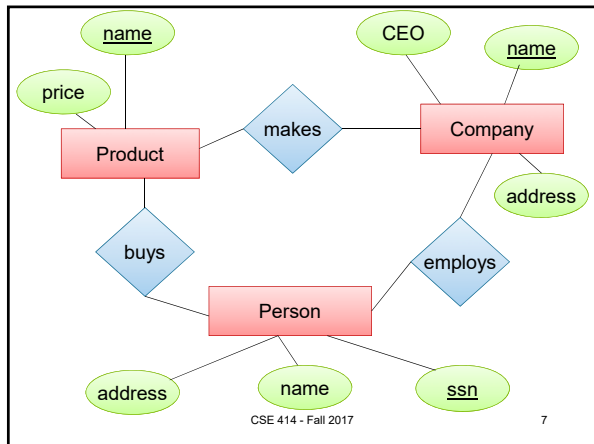 name
CEO
name
price
makes
Company
Product
address
buys
employs
Person
address
name
ssn
CSE 414 - Fall 2017
7